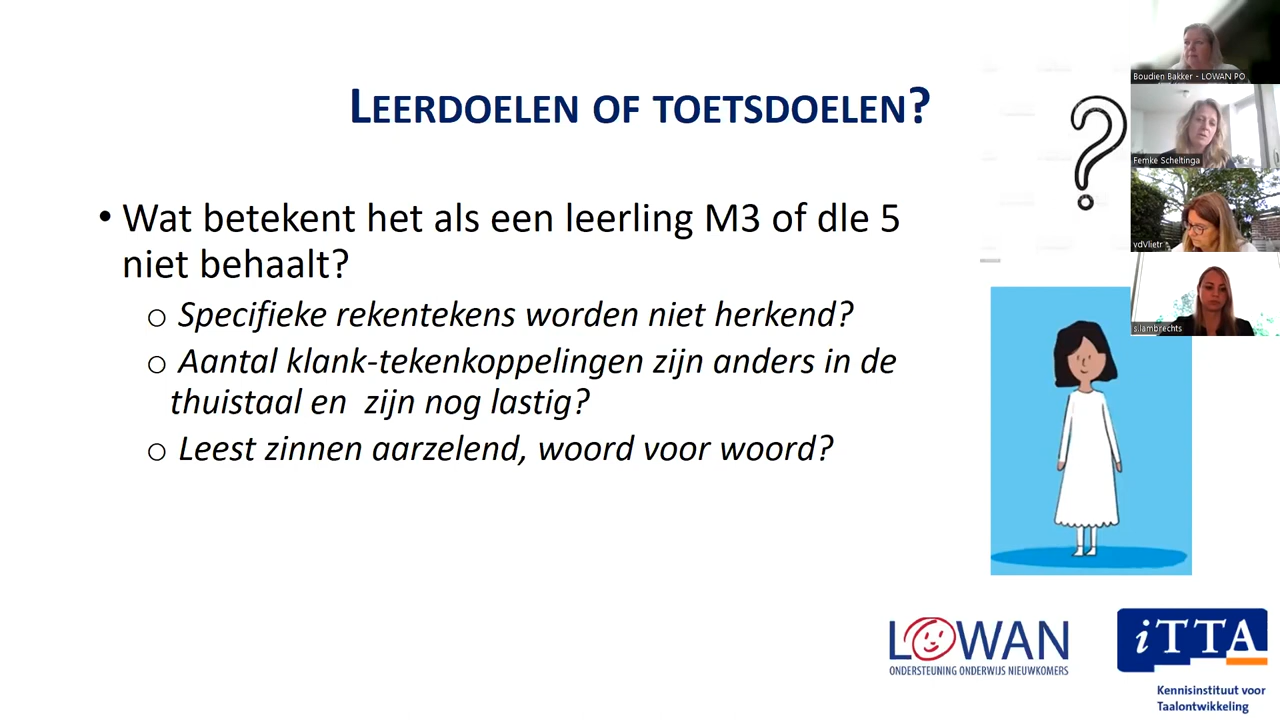 LEERDOELEN OF TOETSDOELEN?
• Wat betekent het als een leerling M3 of dle 5
niet behaalt?
o Specifieke rekentekens worden niet herkend?
o Aantal klank-tekenkoppelingen zijn anders in de
thuistaal en zijn nog lastig?
o Leest zinnen aarzelend, woord voor woord?
?
Boudien Bakker - LOWAN PO
Femke Scheltinga
vdVlietr
s.lambrechts
LOWAN
ONDERSTEUNING ONDERWIJS NIEUWKOMERS
iTTA
Kennisinstituut voor
Taalontwikkeling